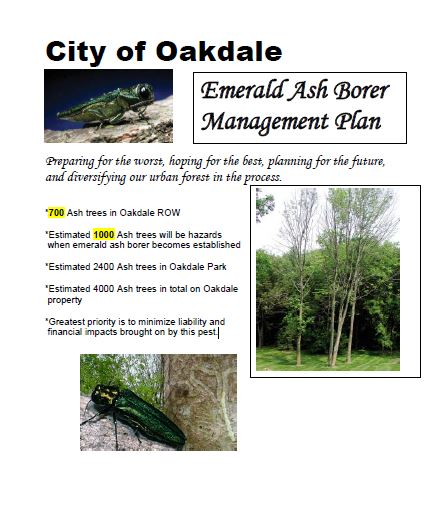 City of Oakdale
Emerald Ash Borer
Management Plan
Preparing for the worst, hoping for the best, planning for the future,
and diversifying our urban forest in the process.
*700 Ash trees in Oakdale ROW
*Estimated 1000 Ash trees will be hazards
when emerald ash borer becomes established
*Estimated 2400 Ash trees in Oakdale Park
*Estimated 4000 Ash trees in total on Oakdale
property
*Greatest priority is to minimize liability and
financial impacts brought on by this pest.